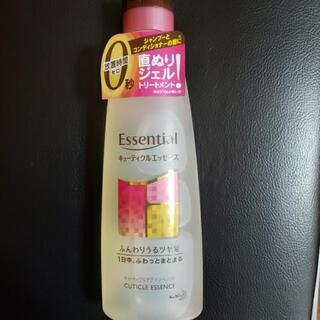 シャンプーと
コンディショナーの間に
放置時間
ゼロ
0秒
直ぬり
ジェル!
トリートメント
Essential
キューティクルエッセンス
ふんわりうるツヤ髪
1日中、ふわっとまとまる
CUTICLE ESSENCE